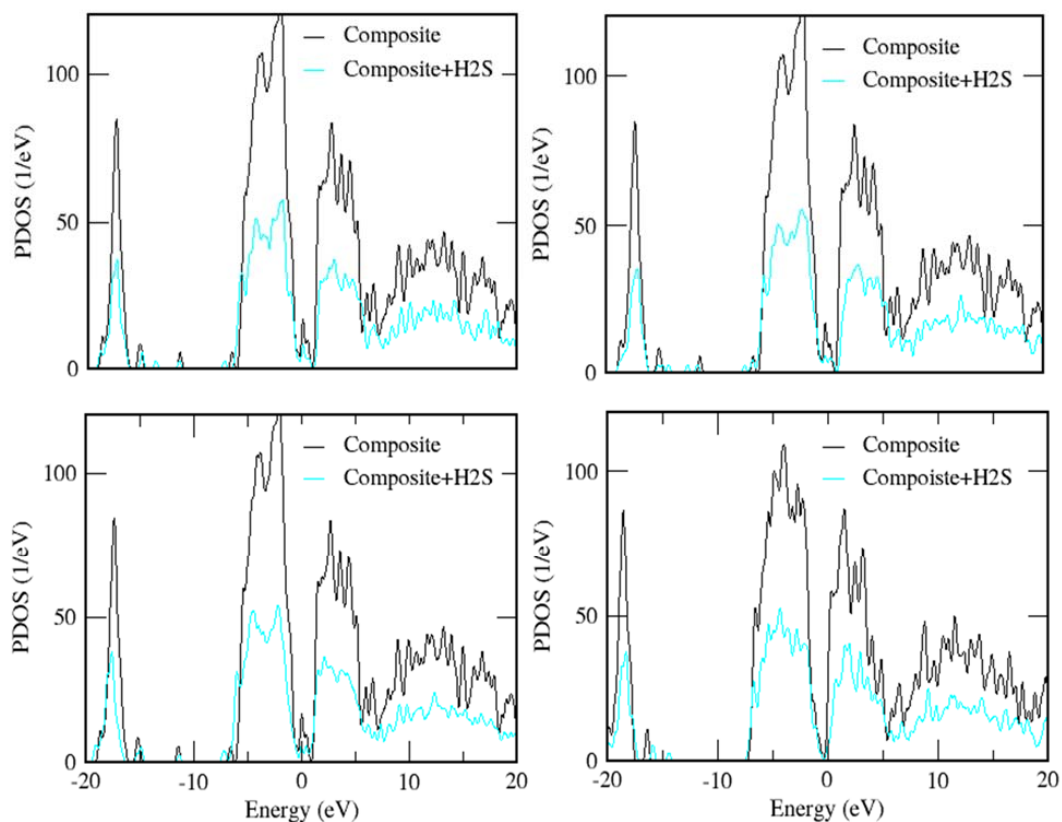 Composite
Composite+H2S
100
50
0
PDOS (1/eV)
Composite
Composite+H2S
100
50
0
PDOS (1/eV)
Composite
Composite+H2S
100
50
0
PDOS (1/eV)
-20
-10
0
10
20
Energy (eV)
Composite
Compoiste+H2S
100
50
0
PDOS (1/eV)
-20
-10
0
10
20
Energy (eV)